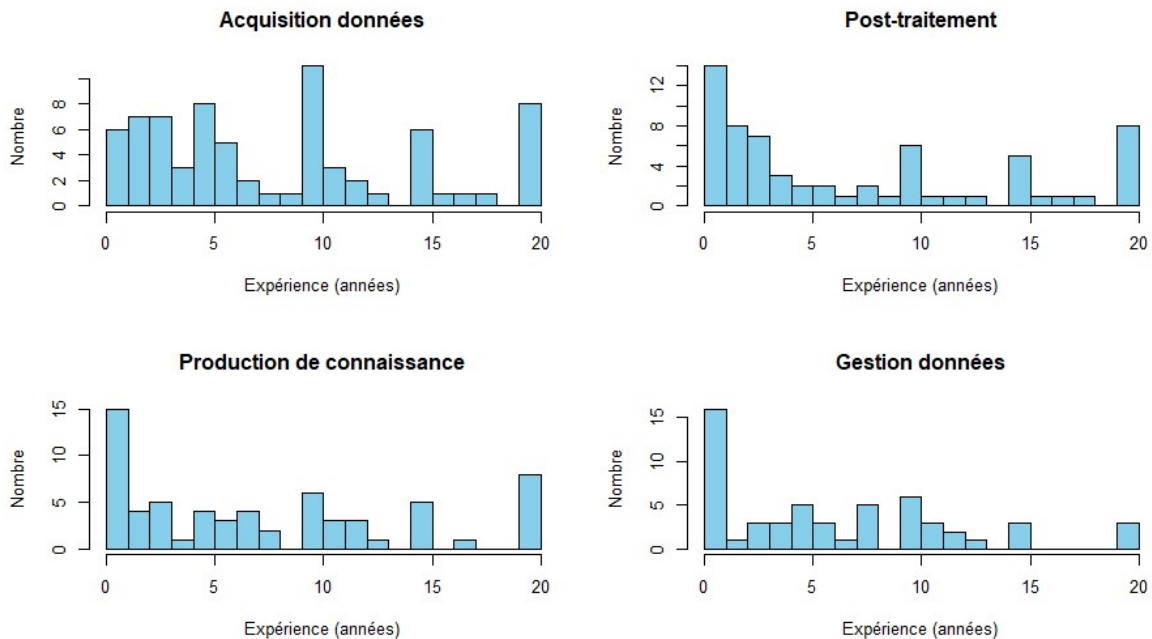 Acquisition données
Nombre
0 2 4 6 8
0 5 10 15 20
Expérience (années)
Post-traitement
Nombre
0 4 8 12
0 5 10 15 20
Expérience (années)
Production de connaissance
Nombre
0 5 10 15
0 5 10 15 20
Expérience (années)
Gestion données
Nombre
0 5 10 15
0 5 10 15 20
Expérience (années)